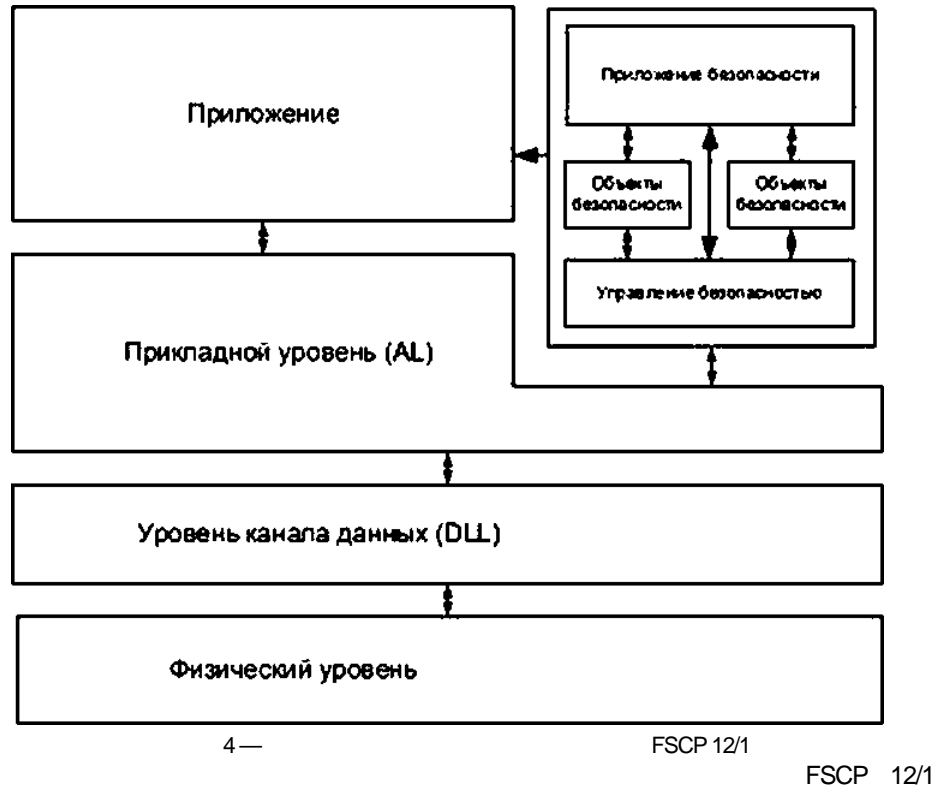 Приложение
Приложение безопасности
Объекты
безопасности
Объекты
безопасности
Управление безопасностью
Прикладной уровень (AL)
Уровень канала данных (DLL)
Физический уровень
4 — FSCP 12/1
FSCP 12/1